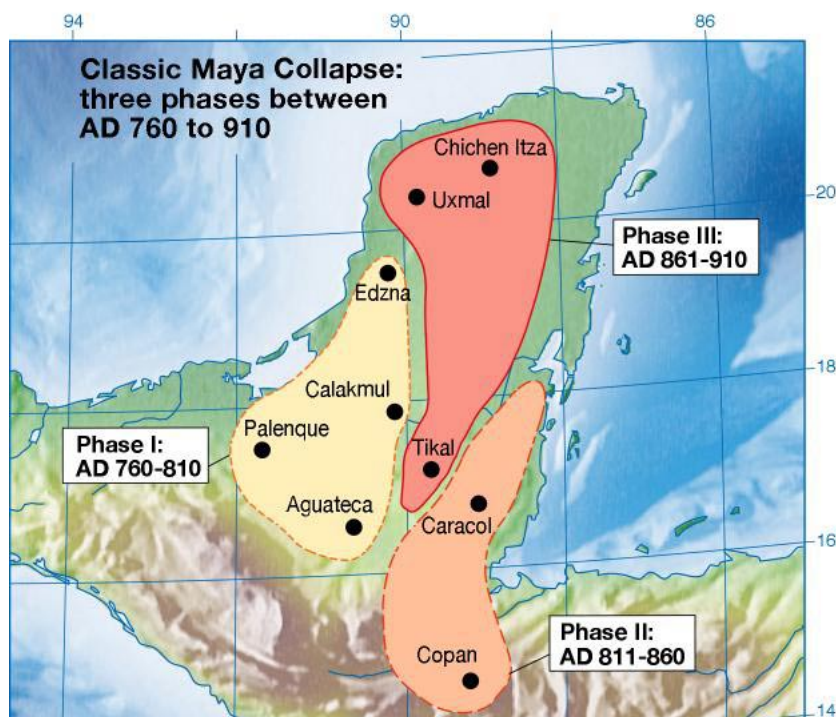 94 90 86
Classic Maya Collapse:
three phases between
AD 760 to 910
Chichen Itza
Uxmal
20
Phase III:
AD 861-910
Edzna
18
Calakmul
Palenque
Tikal
Phase I:
AD 760-810
Aguateca
Caracol
16
Phase II:
AD 811-860
Copan
14